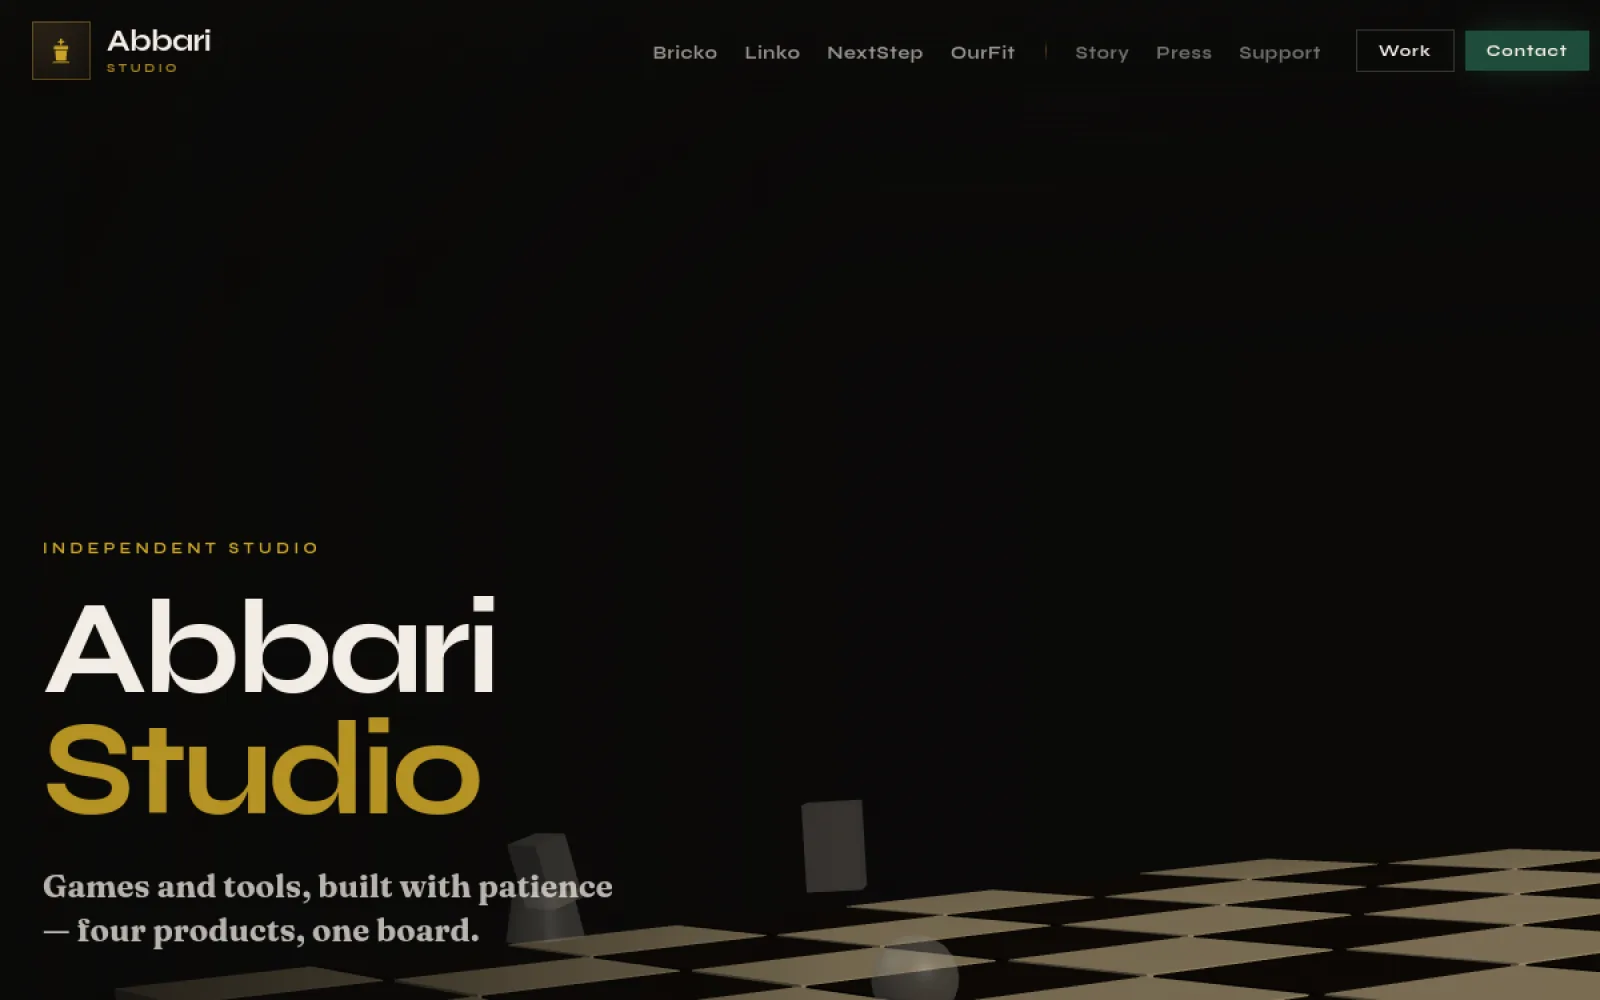 Abbari
STUDIO
Bricko Linko NextStep OurFit | Story Press Support Work Contact
INDEPENDENT STUDIO
Abbari
Studio
Games and tools, built with patience
— four products, one board.